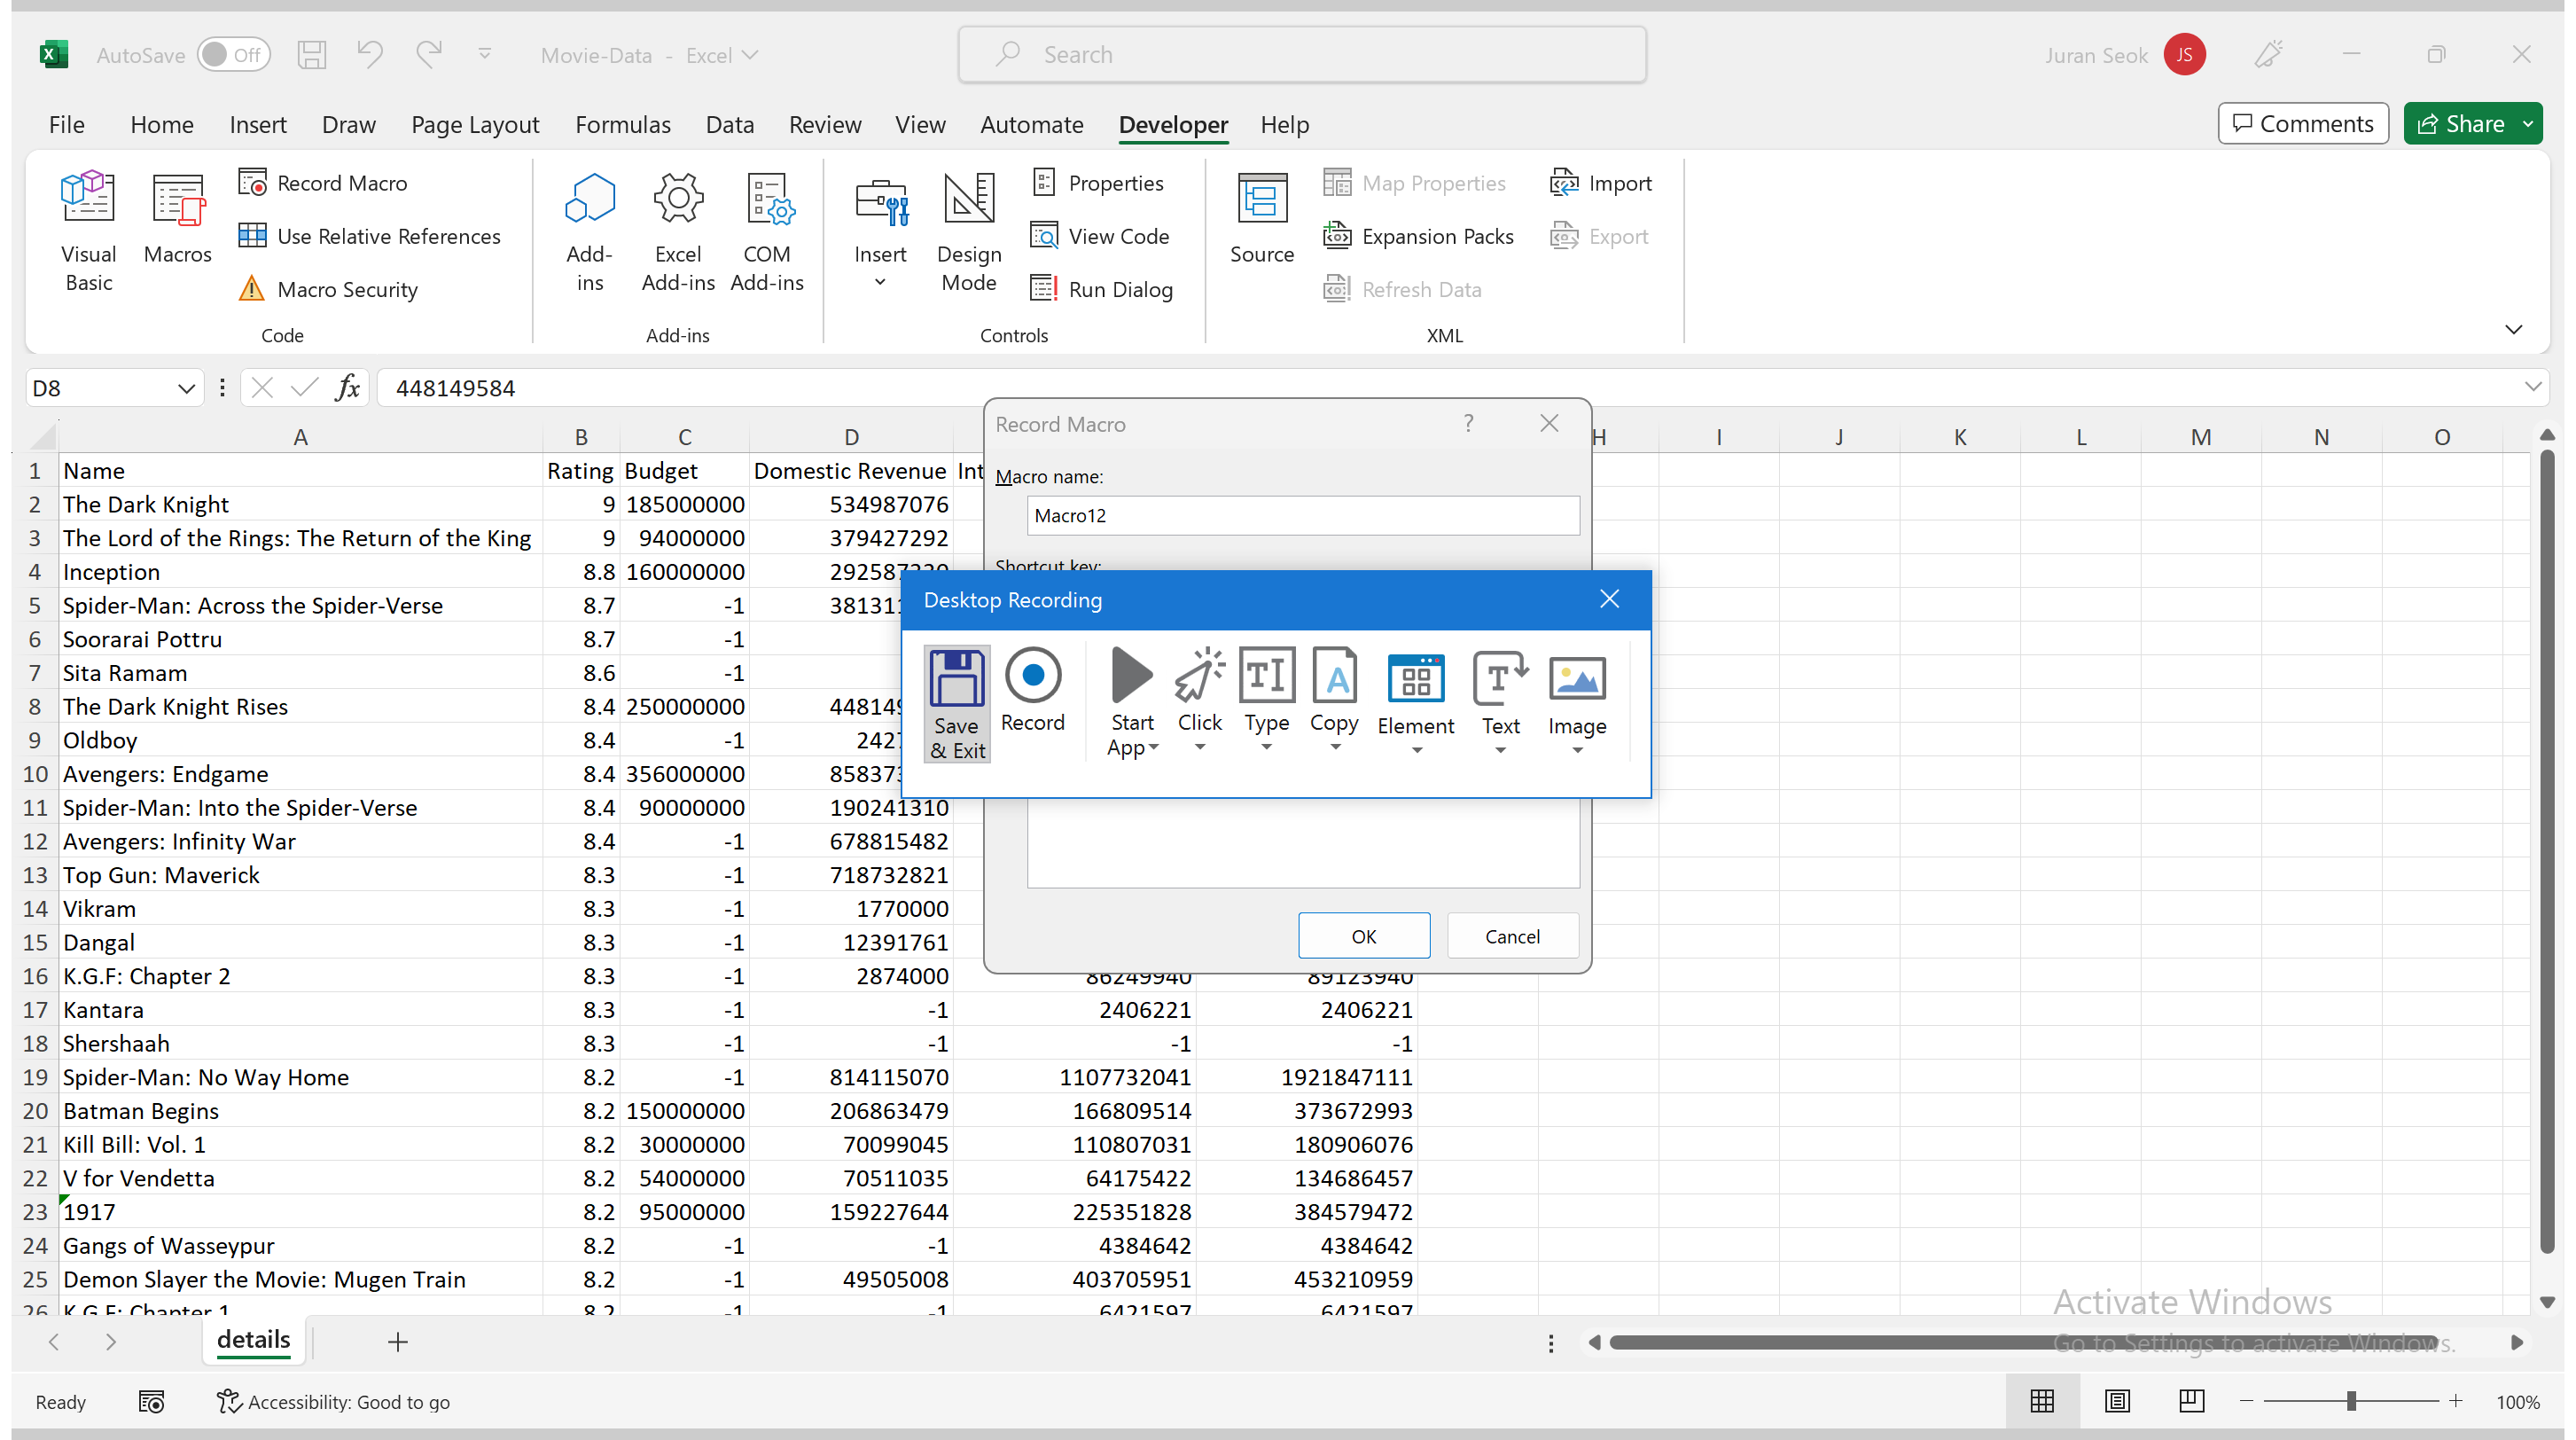 AutoSave Off Movie-Data - Excel Search Juran Seok JS
File Home Insert Draw Page Layout Formulas Data Review View Automate Developer Help Comments Share
Visual Basic
Macros
Record Macro
Use Relative References
Macro Security
Code
Add-ins
Excel Add-ins
COM Add-ins
Add-ins
Insert
Design Mode
Properties
View Code
Run Dialog
Controls
Source
Map Properties
Expansion Packs
Refresh Data
Import
Export
XML
D8 fx 448149584
A B C D H I J K L M N O
1 Name Rating Budget Domestic Revenue
2 The Dark Knight 9 185000000 534987076
3 The Lord of the Rings: The Return of the King 9 94000000 379427292
4 Inception 8.8 160000000
5 Spider-Man: Across the Spider-Verse 8.7 -1
6 Soorarai Pottru 8.7 -1
7 Sita Ramam 8.6 -1
8 The Dark Knight Rises 8.4 250000000
9 Oldboy 8.4 -1
10 Avengers: Endgame 8.4 356000000
11 Spider-Man: Into the Spider-Verse 8.4 90000000 190241310
12 Avengers: Infinity War 8.4 -1 678815482
13 Top Gun: Maverick 8.3 -1 718732821
14 Vikram 8.3 -1 1770000
15 Dangal 8.3 -1 12391761
16 K.G.F: Chapter 2 8.3 -1 2874000 86249940 89123940
17 Kantara 8.3 -1 -1 2406221 2406221
18 Shershaah 8.3 -1 -1 -1 -1
19 Spider-Man: No Way Home 8.2 -1 814115070 1107732041 1921847111
20 Batman Begins 8.2 150000000 206863479 166809514 373672993
21 Kill Bill: Vol. 1 8.2 30000000 70099045 110807031 180906076
22 V for Vendetta 8.2 54000000 70511035 64175422 134686457
23 1917 8.2 95000000 159227644 225351828 384579472
24 Gangs of Wasseypur 8.2 -1 -1 4384642 4384642
25 Demon Slayer the Movie: Mugen Train 8.2 -1 49505008 403705951 453210959
26 K.G.F: Chapter 1 8.2 -1 -1 6421597 6421597
Record Macro ?
Macro name:
Macro12
Shortcut key:
Desktop Recording
Save & Exit
Record
Start App
Click
Type
Copy
Element
Text
Image
OK Cancel
Activate Windows
Go to Settings to activate Windows.
details
Ready Accessibility: Good to go 100%